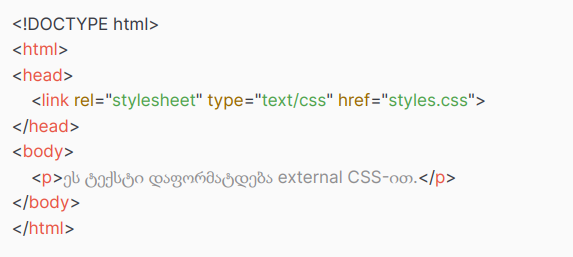 <!DOCTYPE html>
<html>
<head>
<link rel="stylesheet" type="text/css" href="styles.css">
</head>
<body>
<p>ეს ტექსტი დაფორმატდება external CSS-ით.</p>
</body>
</html>